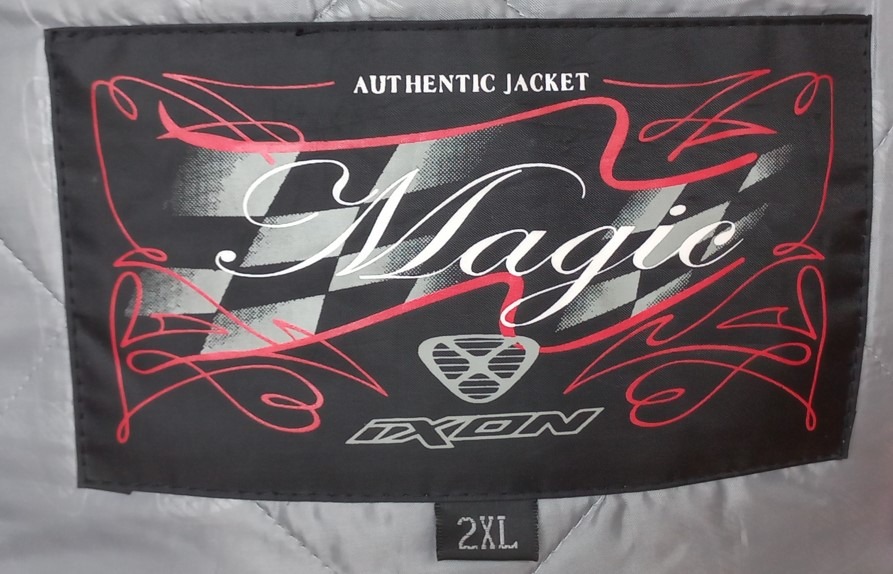 AUTHENTIC JACKET
Magic
iXON
2XL